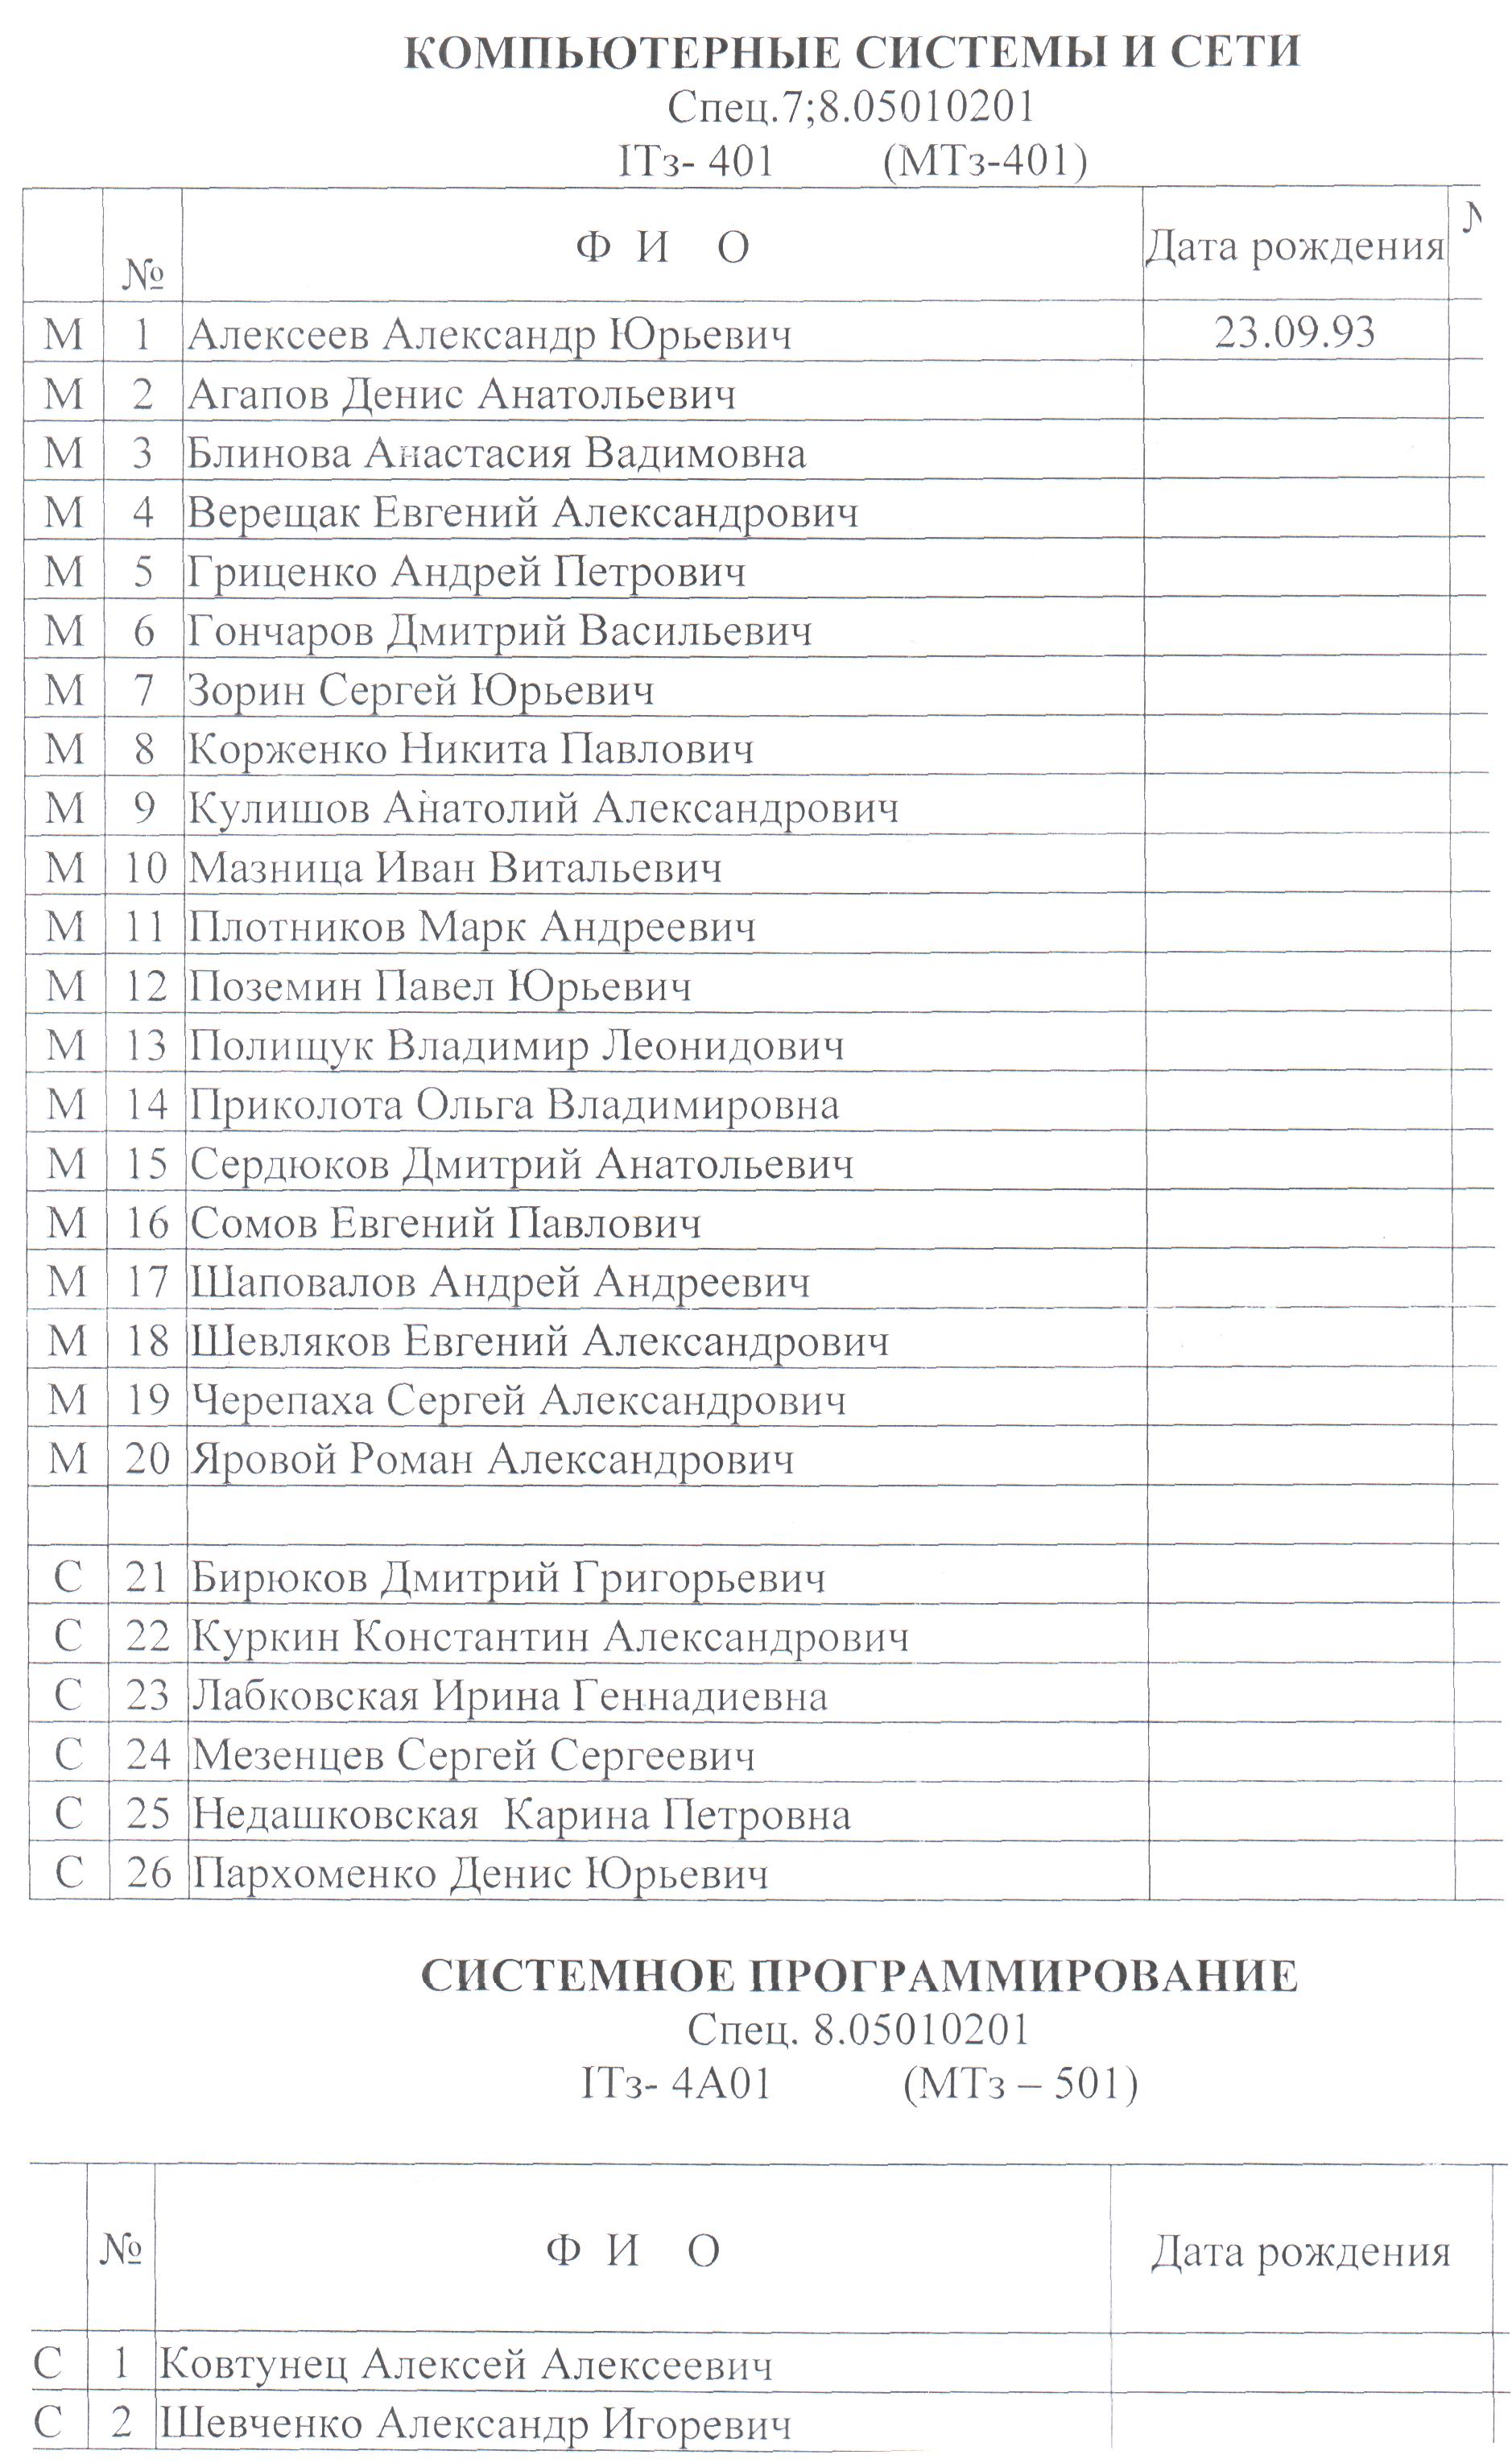 КОМПЬЮТЕРНЫЕ СИСТЕМЫ И СЕТИ
Спец.7;8.05010201
ІТз- 401 (МТз-401)
№ Ф И О Дата рождения
М 1 Алексеев Александр Юрьевич 23.09.93
М 2 Агапов Денис Анатольевич
М 3 Блинова Анастасия Вадимовна
М 4 Верещак Евгений Александрович
М 5 Гриценко Андрей Петрович
М 6 Гончаров Дмитрий Васильевич
М 7 Зорин Сергей Юрьевич
М 8 Корженко Никита Павлович
М 9 Кулишов Анатолий Александрович
М 10 Мазница Иван Витальевич
М 11 Плотников Марк Андреевич
М 12 Поземин Павел Юрьевич
М 13 Полищук Владимир Леонидович
М 14 Приколота Ольга Владимировна
М 15 Сердюков Дмитрий Анатольевич
М 16 Сомов Евгений Павлович
М 17 Шаповалов Андрей Андреевич
М 18 Шевляков Евгений Александрович
М 19 Черепаха Сергей Александрович
М 20 Яровой Роман Александрович
С 21 Бирюков Дмитрий Григорьевич
С 22 Куркин Константин Александрович
С 23 Лабковская Ирина Геннадиевна
С 24 Мезенцев Сергей Сергеевич
С 25 Недашковская Карина Петровна
С 26 Пархоменко Денис Юрьевич
СИСТЕМНОЕ ПРОГРАММИРОВАНИЕ
Спец. 8.05010201
ІТз- 4А01 (МТз – 501)
№ Ф И О Дата рождения
С 1 Ковтунец Алексей Алексеевич
С 2 Шевченко Александр Игоревич